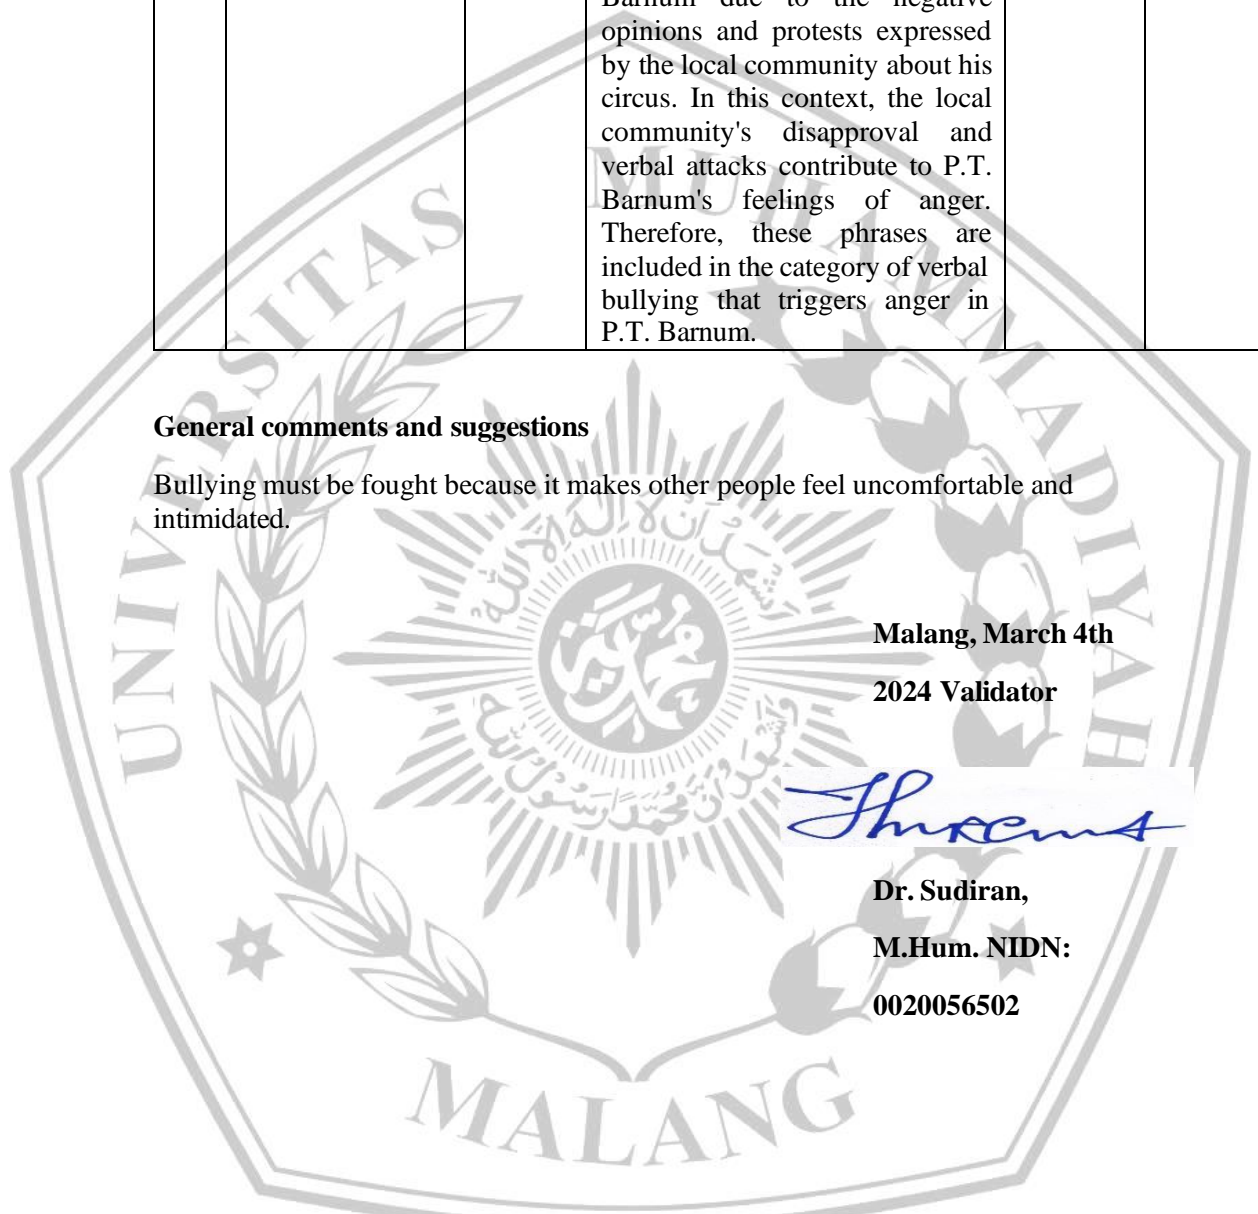 Barnum due to the negative
opinions and protests expressed
by the local community about his
circus. In this context, the local
community's disapproval and
verbal attacks contribute to P.T.
Barnum's feelings of anger.
Therefore, these phrases are
included in the category of verbal
bullying that triggers anger in
P.T. Barnum.
General comments and suggestions
Bullying must be fought because it makes other people feel uncomfortable and
intimidated.
Malang, March 4th
2024 Validator
Dr. Sudiran,
M.Hum. NIDN:
0020056502
UNIVERSITAS MUHAMMADIYAH
MALANG